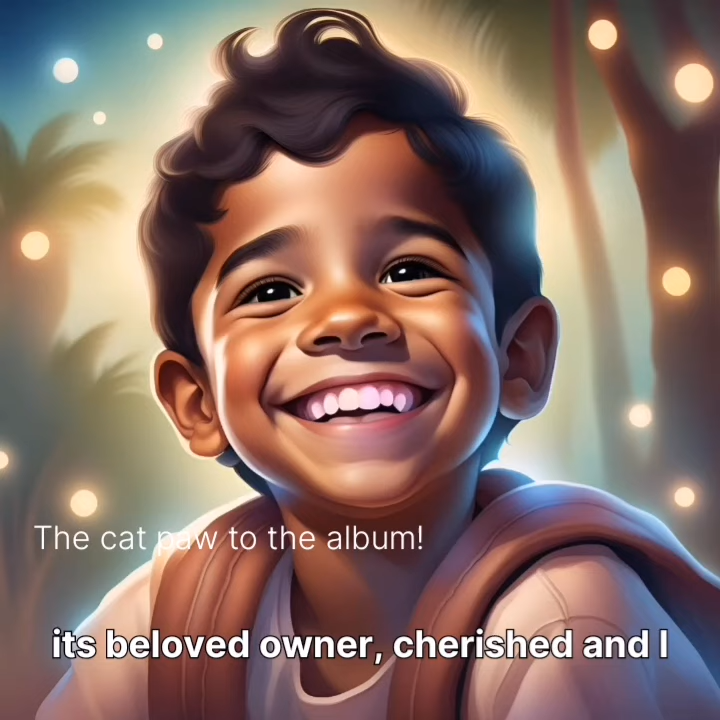 The cat paw to the album!
its beloved owner, cherished and I